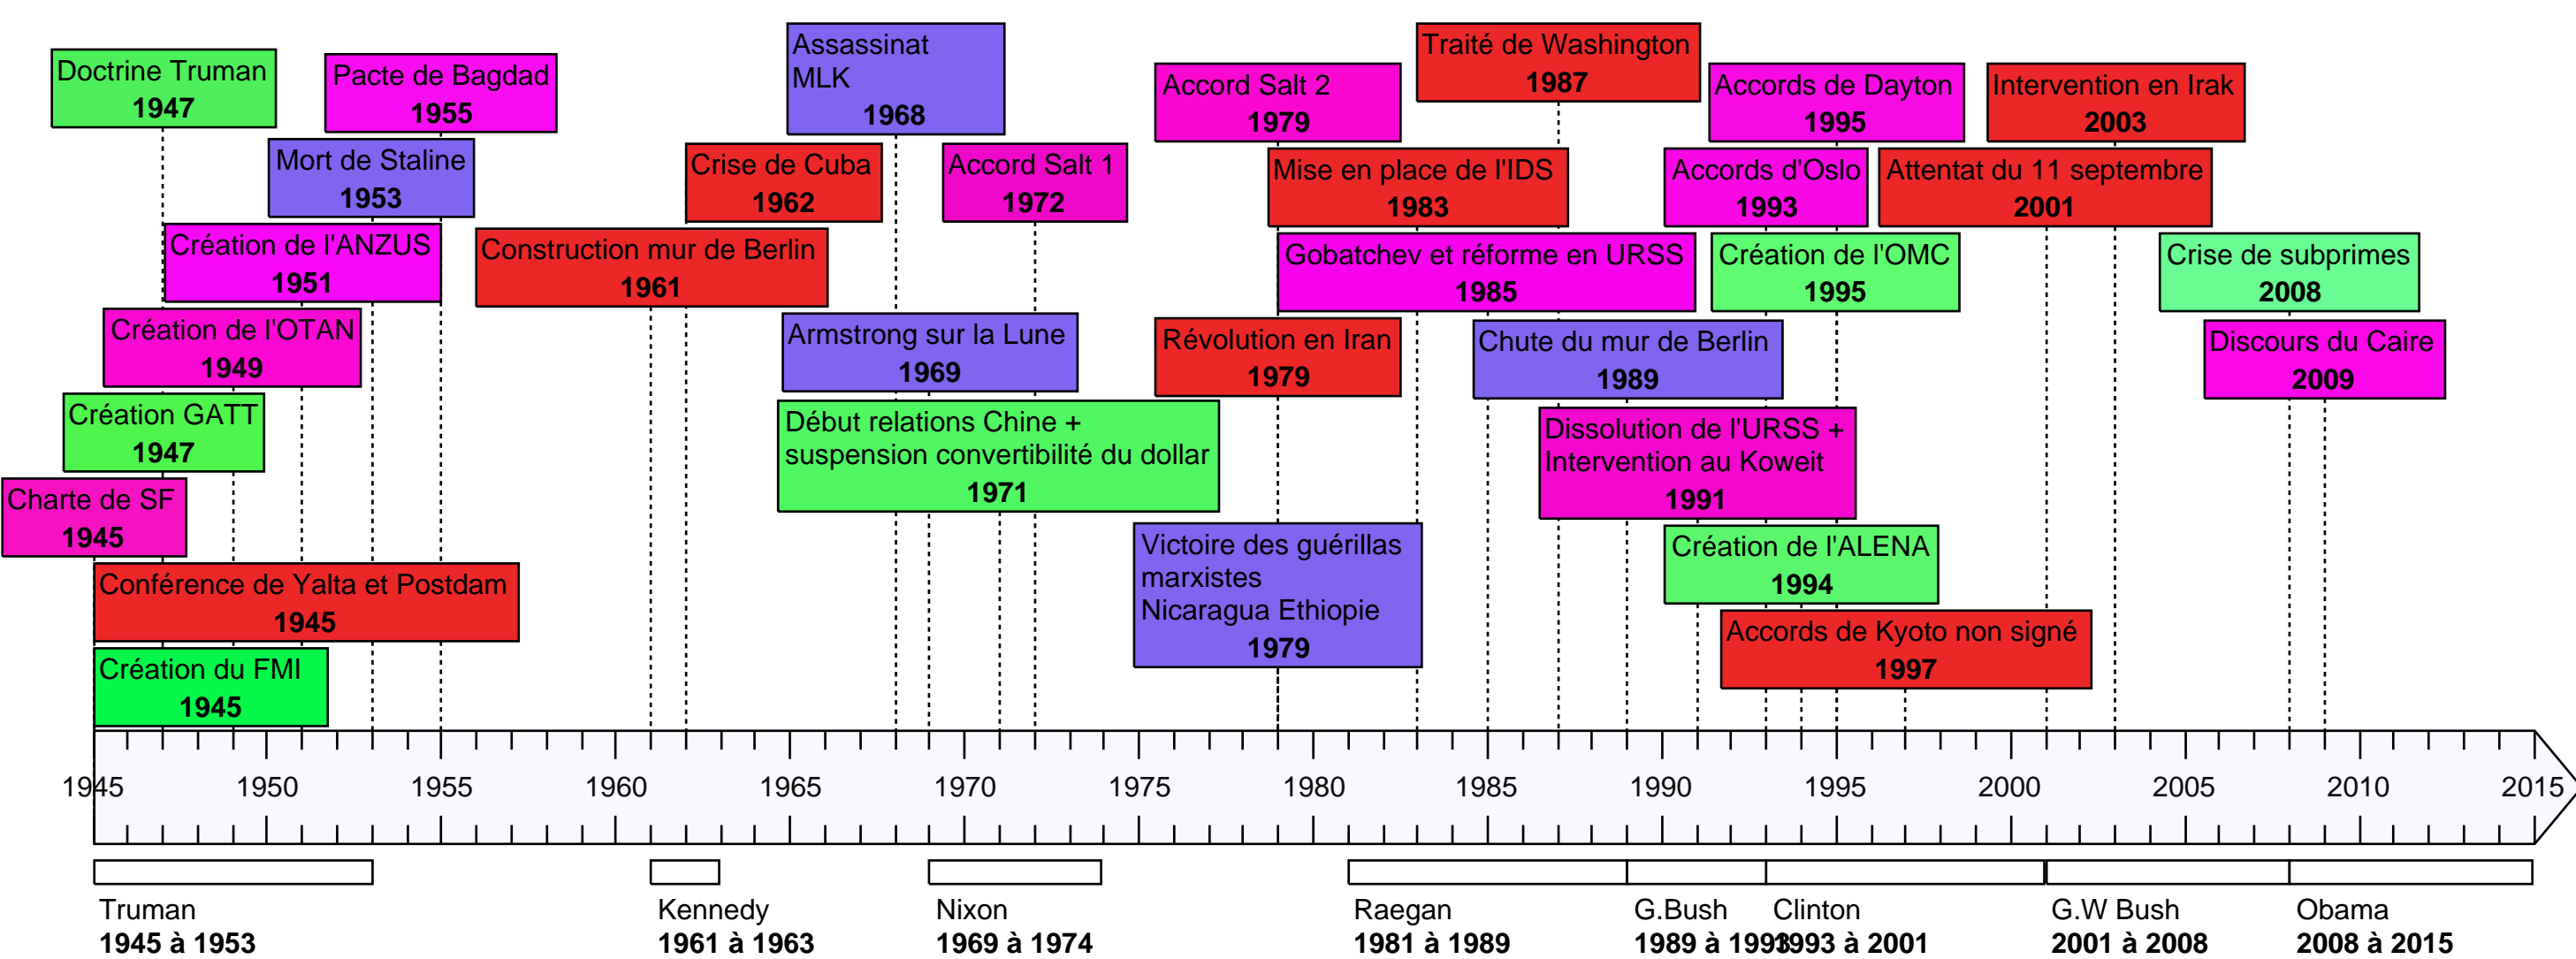 Doctrine Truman
1947
Pacte de Bagdad
1955
Assassinat
MLK
1968
Accord Salt 2
1979
Traité de Washington
1987
Accords de Dayton
1995
Intervention en Irak
2003
Mort de Staline
1953
Crise de Cuba
1962
Accord Salt 1
1972
Mise en place de l'IDS
1983
Accords d'Oslo
1993
Attentat du 11 septembre
2001
Création de l'ANZUS
1951
Construction mur de Berlin
1961
Gobatchev et réforme en URSS
1985
Création de l'OMC
1995
Crise de subprimes
2008
Création de l'OTAN
1949
Armstrong sur la Lune
1969
Révolution en Iran
1979
Chute du mur de Berlin
1989
Discours du Caire
2009
Création GATT
1947
Début relations Chine +
suspension convertibilité du dollar
1971
Dissolution de l'URSS +
Intervention au Koweit
1991
Charte de SF
1945
Victoire des guérillas
marxistes
Nicaragua Ethiopie
1979
Création de l'ALENA
1994
Conférence de Yalta et Postdam
1945
Accords de Kyoto non signé
1997
Création du FMI
1945
1945 1950 1955 1960 1965 1970 1975 1980 1985 1990 1995 2000 2005 2010 2015
Truman
1945 à 1953
Kennedy
1961 à 1963
Nixon
1969 à 1974
Raegan
1981 à 1989
G.Bush
1989 à 1993
Clinton
1993 à 2001
G.W Bush
2001 à 2008
Obama
2008 à 2015